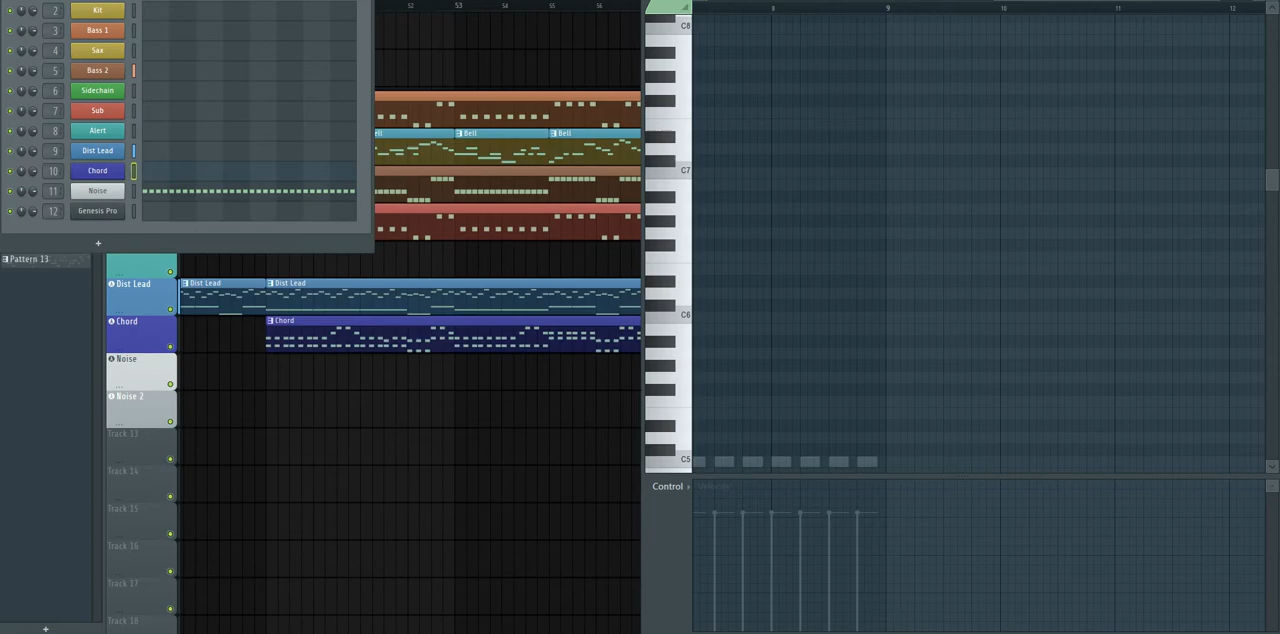 2 Kit
3 Bass 1
4 Sax
5 Bass 2
6 Sidechain
7 Sub
8 Alert
9 Dist Lead
10 Chord
11 Noise
12 Genesis Pro
+
52 53 54 55 56
ell Bell Bell
Pattern 13
Dist Lead
Dist Lead Dist Lead
Chord
Chord
Noise
Noise 2
Track 13
Track 14
Track 15
Track 16
Track 17
Track 18
+
8 9 10 11 12
C8
C7
C6
C5
Control Velocity